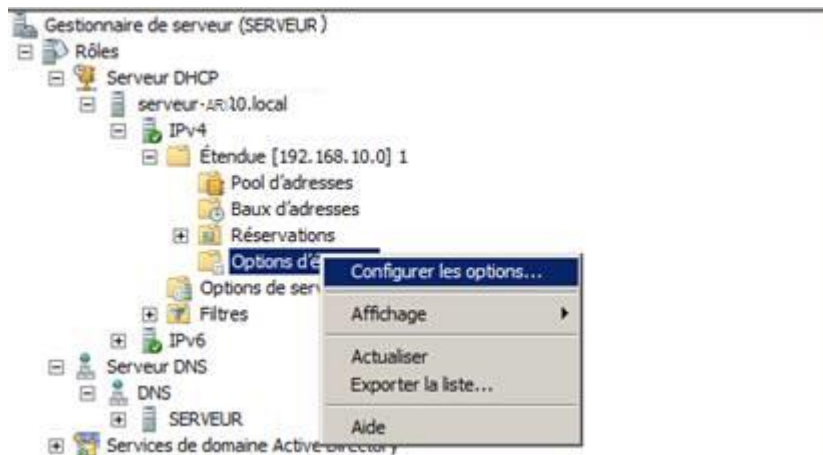 Gestionnaire de serveur (SERVEUR)
Rôles
Serveur DHCP
serveur-AR10.local
IPv4
Étendue [192.168.10.0] 1
Pool d'adresses
Baux d'adresses
Réservations
Options d'é
Configurer les options...
Options de serv
Affichage
Filtres
IPv6
Actualiser
Serveur DNS
Exporter la liste...
DNS
SERVEUR
Aide
Services de domaine Active Directory